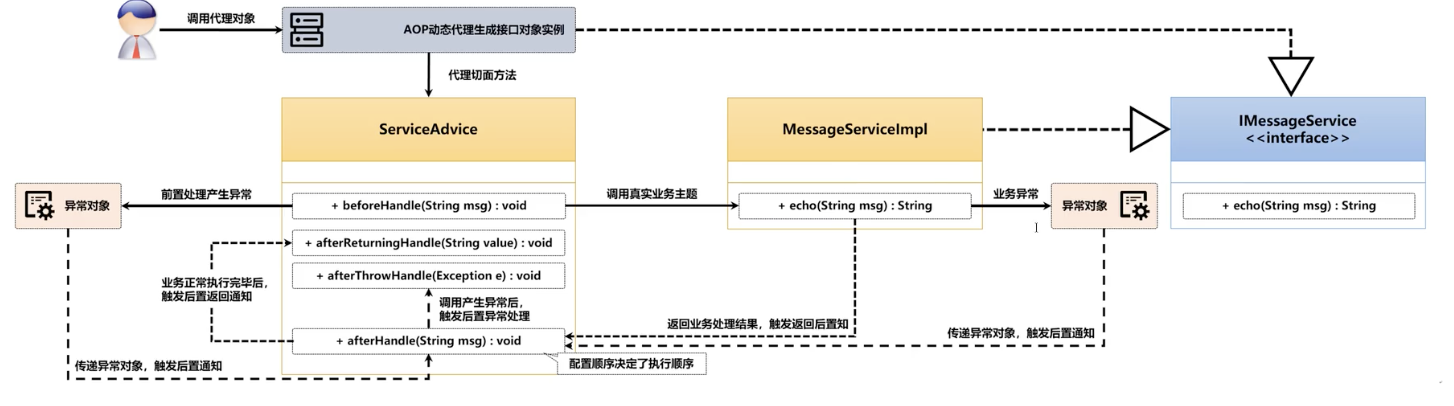 调用代理对象
AOP动态代理生成接口对象实例
代理切面方法
ServiceAdvice
MessageServiceImpl
IMessageService
<<interface>>
异常对象
前置处理产生异常
+ beforeHandle(String msg) : void
调用真实业务主题
+ echo(String msg) : String
业务异常
异常对象
+ echo(String msg) : String
+ afterReturningHandle(String value) : void
业务正常执行完毕后，
触发后置返回通知
+ afterThrowHandle(Exception e) : void
调用产生异常后，
触发后置异常处理
返回业务处理结果，触发返回后置知
传递异常对象，触发后置通知
+ afterHandle(String msg) : void
传递异常对象，触发后置通知
配置顺序决定了执行顺序